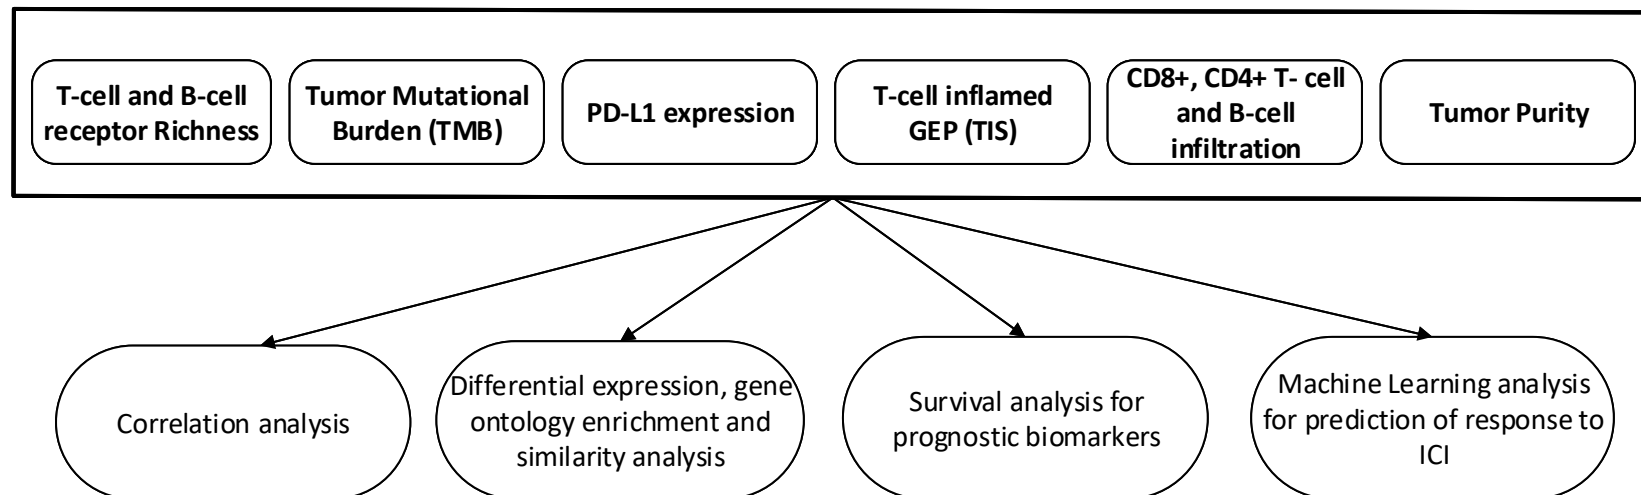 T-cell and B-cell
receptor Richness
Tumor Mutational
Burden (TMB)
PD-L1 expression
T-cell inflamed
GEP (TIS)
CD8+, CD4+ T- cell
and B-cell
infiltration
Tumor Purity
Correlation analysis
Differential expression, gene
ontology enrichment and
similarity analysis
Survival analysis for
prognostic biomarkers
Machine Learning analysis
for prediction of response to
ICI